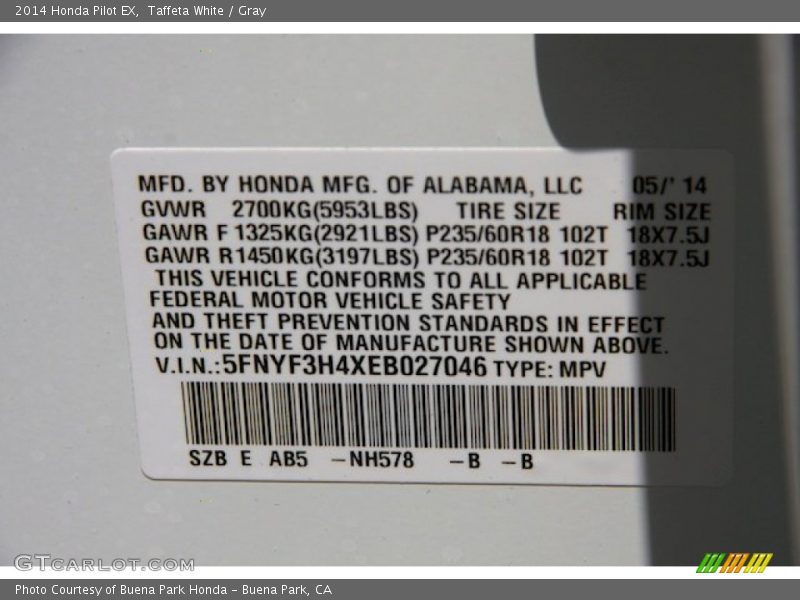 2014 Honda Pilot EX, Taffeta White / Gray
MFD. BY HONDA MFG. OF ALABAMA, LLC 05/' 14
GVWR 2700KG(5953LBS) TIRE SIZE RIM SIZE
GAWR F 1325KG(2921LBS) P235/60R18 102T 18X7.5J
GAWR R1450KG(3197LBS) P235/60R18 102T 18X7.5J
THIS VEHICLE CONFORMS TO ALL APPLICABLE
FEDERAL MOTOR VEHICLE SAFETY
AND THEFT PREVENTION STANDARDS IN EFFECT
ON THE DATE OF MANUFACTURE SHOWN ABOVE.
V.I.N.:5FNYF3H4XEB027046 TYPE: MPV
SZB E AB5 –NH578 –B –B
GTCARLOT.COM
Photo Courtesy of Buena Park Honda – Buena Park, CA